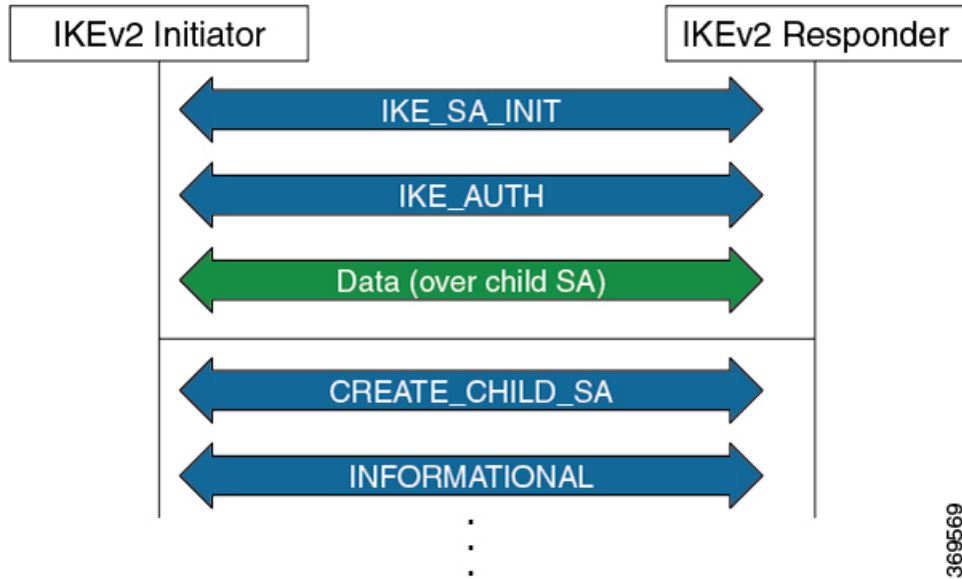 IKEv2 Initiator
IKEv2 Responder
IKE_SA_INIT
IKE_AUTH
Data (over child SA)
CREATE_CHILD_SA
INFORMATIONAL
369569